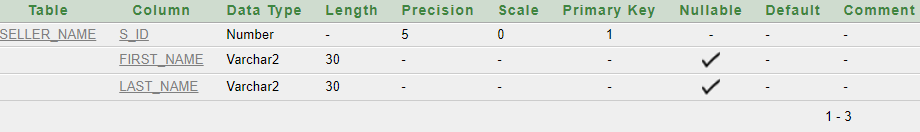 Table Column Data Type Length Precision Scale Primary Key Nullable Default Comment
SELLER_NAME S_ID Number - 5 0 1 - - -
FIRST_NAME Varchar2 30 - - - ✓ - -
LAST_NAME Varchar2 30 - - - ✓ - -
1 - 3